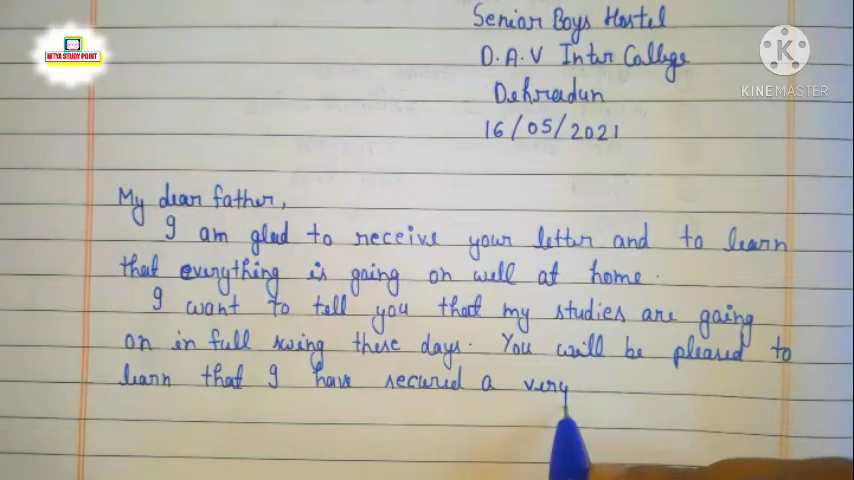 Senior Boys Hostel
NITYA STUDY POINT
D.A.V Inter College
KINEMASTER
Dehradun
16/05/2021
My dear father,
I am glad to receive your letter and to learn
that everything is going on well at home.
I want to tell you that my studies are going
on in full swing these days. You will be pleased to
learn that I have secured a very